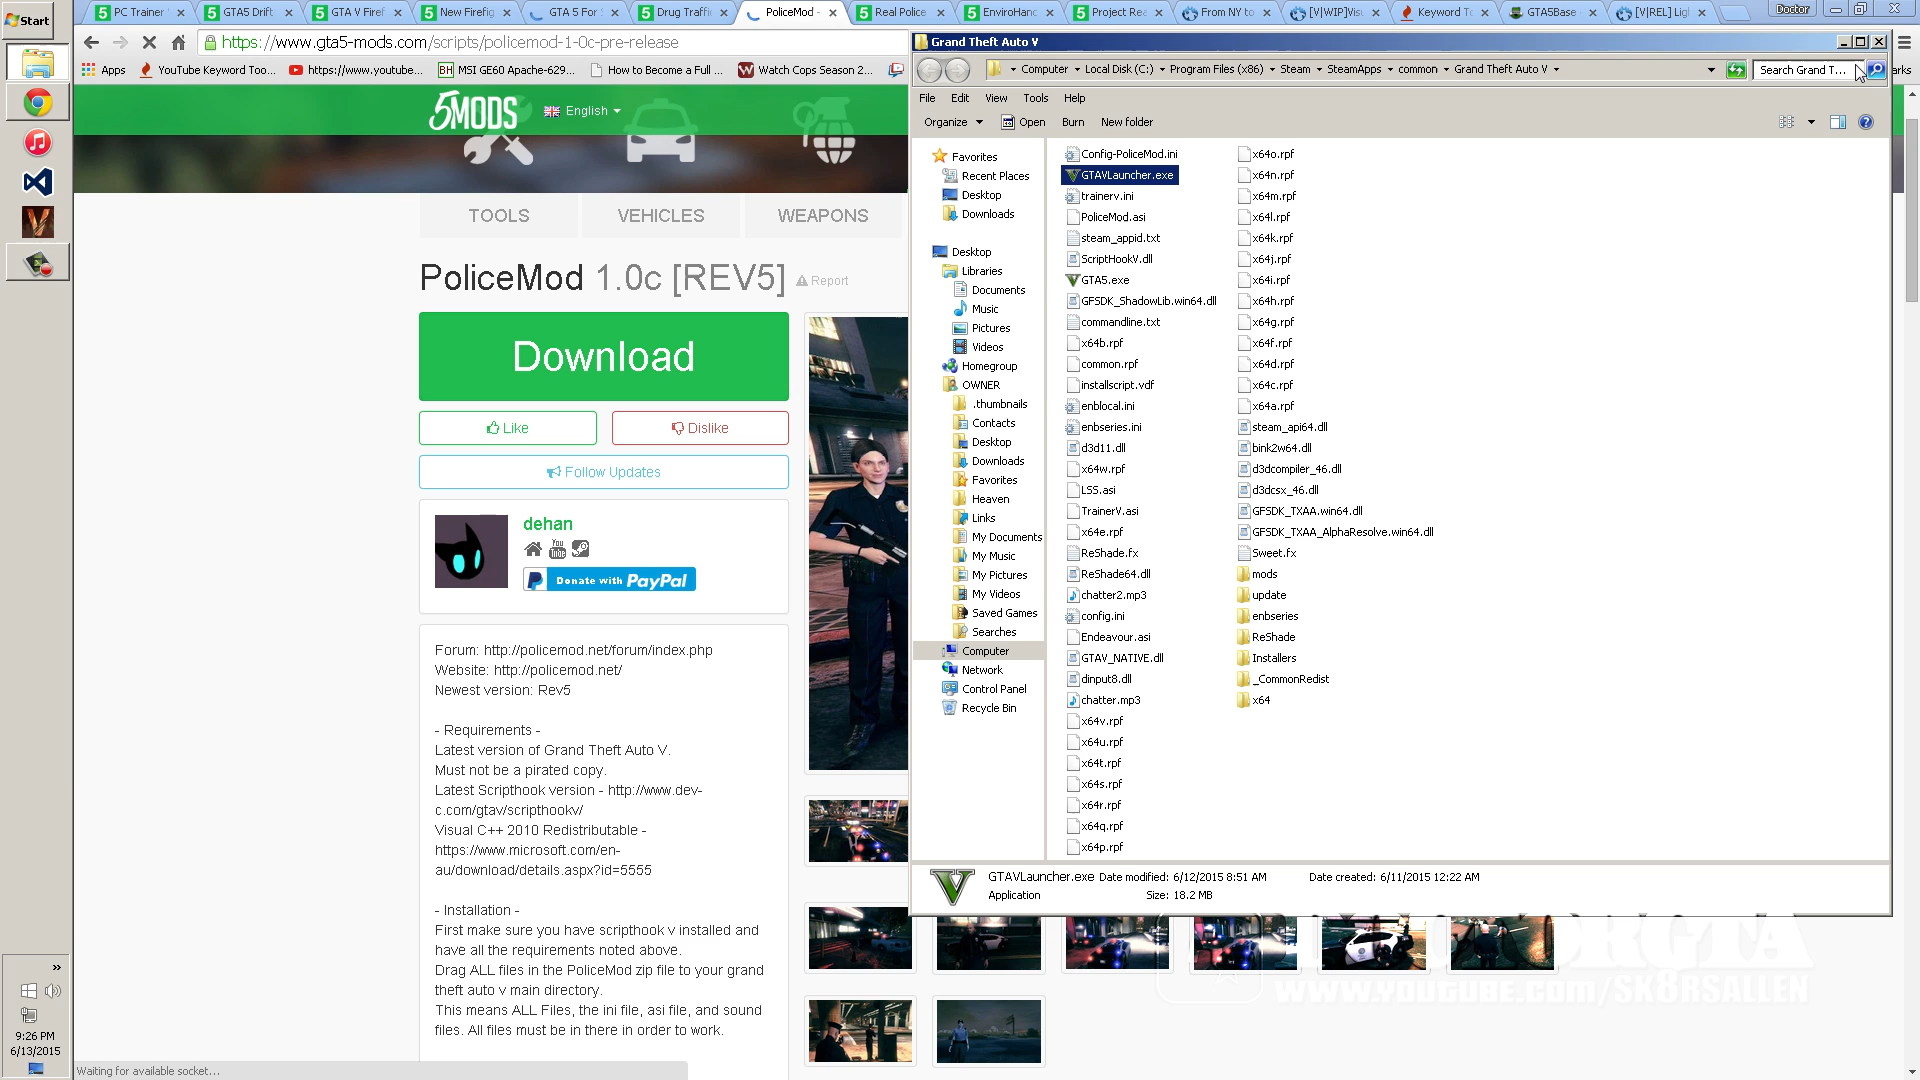 Start
PC Trainer
GTA5 Drift
GTA V Firef
New Firefig
GTA 5 For
Drug Traffi
PoliceMod -
Real Police
EnviroHanc
Project Rea
From NY to
[V|WIP]Visu
Keyword To
GTA5Base
[V|REL] Ligh
Doctor
https://www.gta5-mods.com/scripts/policemod-1-0c-pre-release
Apps
YouTube Keyword Too...
https://www.youtube...
BH MSI GE60 Apache-629...
How to Become a Full ...
Watch Cops Season 2...
arks
5MODS
English
TOOLS
VEHICLES
WEAPONS
PoliceMod 1.0c [REV5]
Report
Download
Like
Dislike
Follow Updates
dehan
You Tube
Donate with PayPal
Forum: http://policemod.net/forum/index.php
Website: http://policemod.net/
Newest version: Rev5
- Requirements -
Latest version of Grand Theft Auto V.
Must not be a pirated copy.
Latest Scripthook version - http://www.dev-
c.com/gtav/scripthookv/
Visual C++ 2010 Redistributable -
https://www.microsoft.com/en-
au/download/details.aspx?id=5555
- Installation -
First make sure you have scripthook v installed and
have all the requirements noted above.
Drag ALL files in the PoliceMod zip file to your grand
theft auto v main directory.
This means ALL Files, the ini file, asi file, and sound
files. All files must be in there in order to work.
Waiting for available socket...
9:26 PM
6/13/2015
Grand Theft Auto V
Computer
Local Disk (C:)
Program Files (x86)
Steam
SteamApps
common
Grand Theft Auto V
Search Grand T...
File
Edit
View
Tools
Help
Organize
Open
Burn
New folder
Favorites
Recent Places
Desktop
Downloads
Desktop
Libraries
Documents
Music
Pictures
Videos
Homegroup
OWNER
.thumbnails
Contacts
Desktop
Downloads
Favorites
Heaven
Links
My Documents
My Music
My Pictures
My Videos
Saved Games
Searches
Computer
Network
Control Panel
Recycle Bin
Config-PoliceMod.ini
GTAVLauncher.exe
trainerv.ini
PoliceMod.asi
steam_appid.txt
ScriptHookV.dll
GTA5.exe
GFSDK_ShadowLib.win64.dll
commandline.txt
x64b.rpf
common.rpf
installscript.vdf
enblocal.ini
enbseries.ini
d3d11.dll
x64w.rpf
LSS.asi
TrainerV.asi
x64e.rpf
ReShade.fx
ReShade64.dll
chatter2.mp3
config.ini
Endeavour.asi
GTAV_NATIVE.dll
dinput8.dll
chatter.mp3
x64v.rpf
x64u.rpf
x64t.rpf
x64s.rpf
x64r.rpf
x64q.rpf
x64p.rpf
x64o.rpf
x64n.rpf
x64m.rpf
x64l.rpf
x64k.rpf
x64j.rpf
x64i.rpf
x64h.rpf
x64g.rpf
x64f.rpf
x64d.rpf
x64c.rpf
x64a.rpf
steam_api64.dll
bink2w64.dll
d3dcompiler_46.dll
d3dcsx_46.dll
GFSDK_TXAA.win64.dll
GFSDK_TXAA_AlphaResolve.win64.dll
Sweet.fx
mods
update
enbseries
ReShade
Installers
_CommonRedist
x64
GTAVLauncher.exe Date modified: 6/12/2015 8:51 AM
Date created: 6/11/2015 12:22 AM
Application
Size: 18.2 MB
www.youtube.com/sk8rsallen